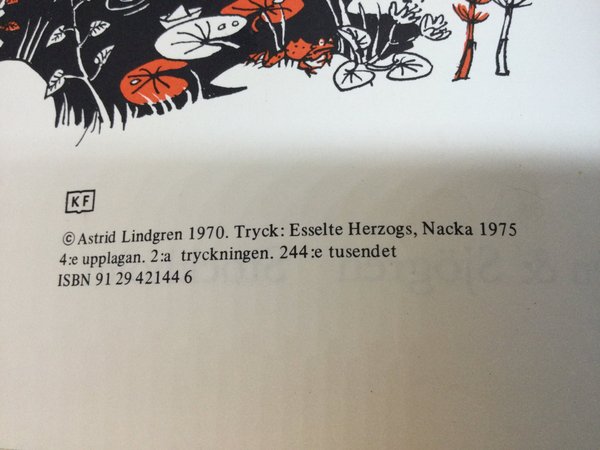 KF
© Astrid Lindgren 1970. Tryck: Esselte Herzogs, Nacka 1975
4:e upplagan. 2:a tryckningen. 244:e tusendet
ISBN 91 29 42144 6